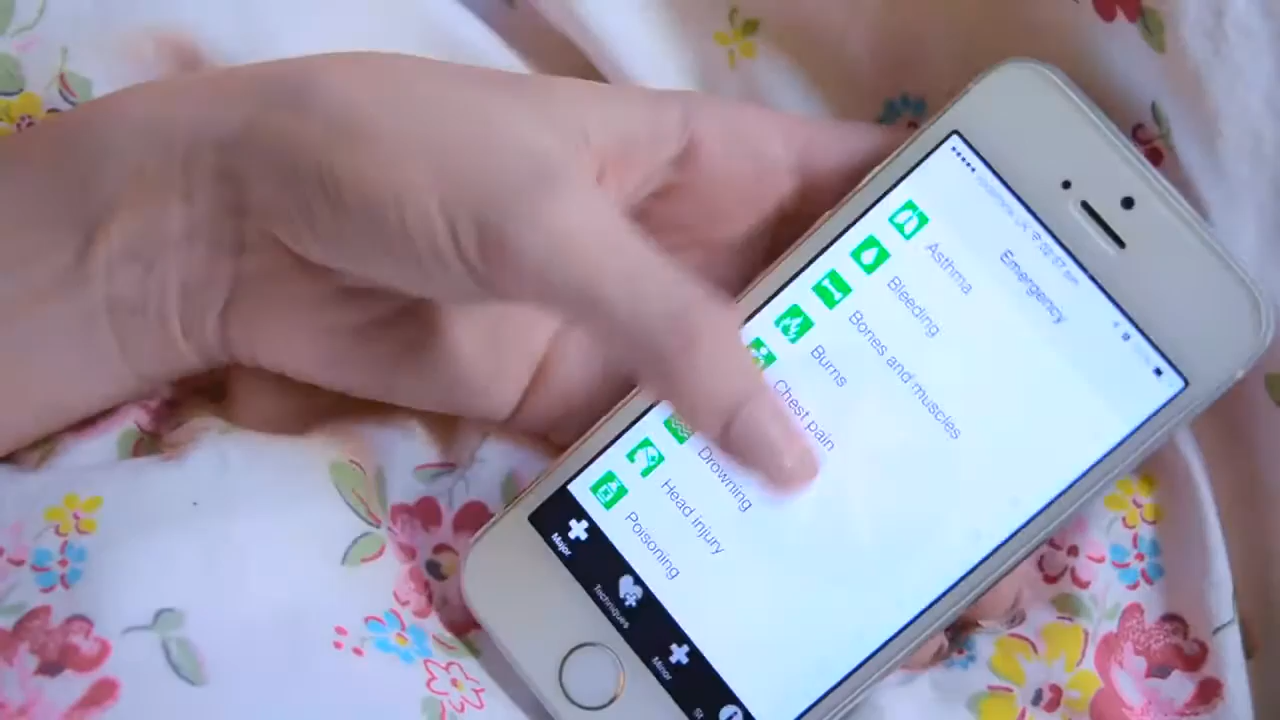 Emergency
Asthma
Bleeding
Bones and muscles
Burns
Chest pain
Drowning
Head injury
Poisoning
Major
Techniques
Minor